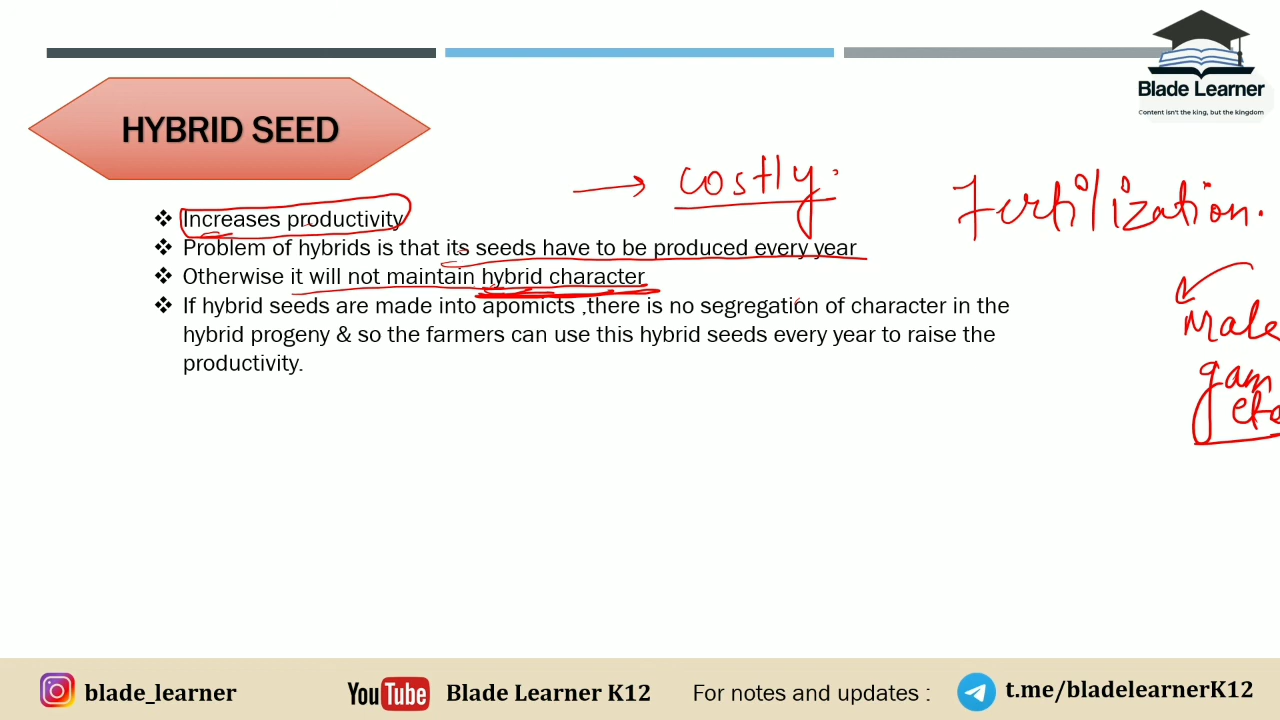 Blade Learner
Content isn't the king, but the kingdom
HYBRID SEED
→ costly.
Fertilization.
❖ Increases productivity
❖ Problem of hybrids is that its seeds have to be produced every year
❖ Otherwise it will not maintain hybrid character
❖ If hybrid seeds are made into apomicts ,there is no segregation of character in the
hybrid progeny & so the farmers can use this hybrid seeds every year to raise the
productivity.
Male
gam
ete
blade_learner
YouTube Blade Learner K12
For notes and updates :
t.me/bladelearnerK12